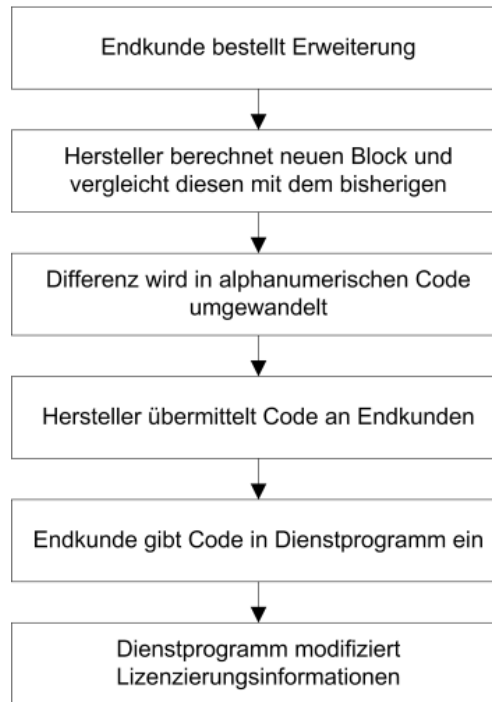 Endkunde bestellt Erweiterung
Hersteller berechnet neuen Block und
vergleicht diesen mit dem bisherigen
Differenz wird in alphanumerischen Code
umgewandelt
Hersteller übermittelt Code an Endkunden
Endkunde gibt Code in Dienstprogramm ein
Dienstprogramm modifiziert
Lizenzierungsinformationen